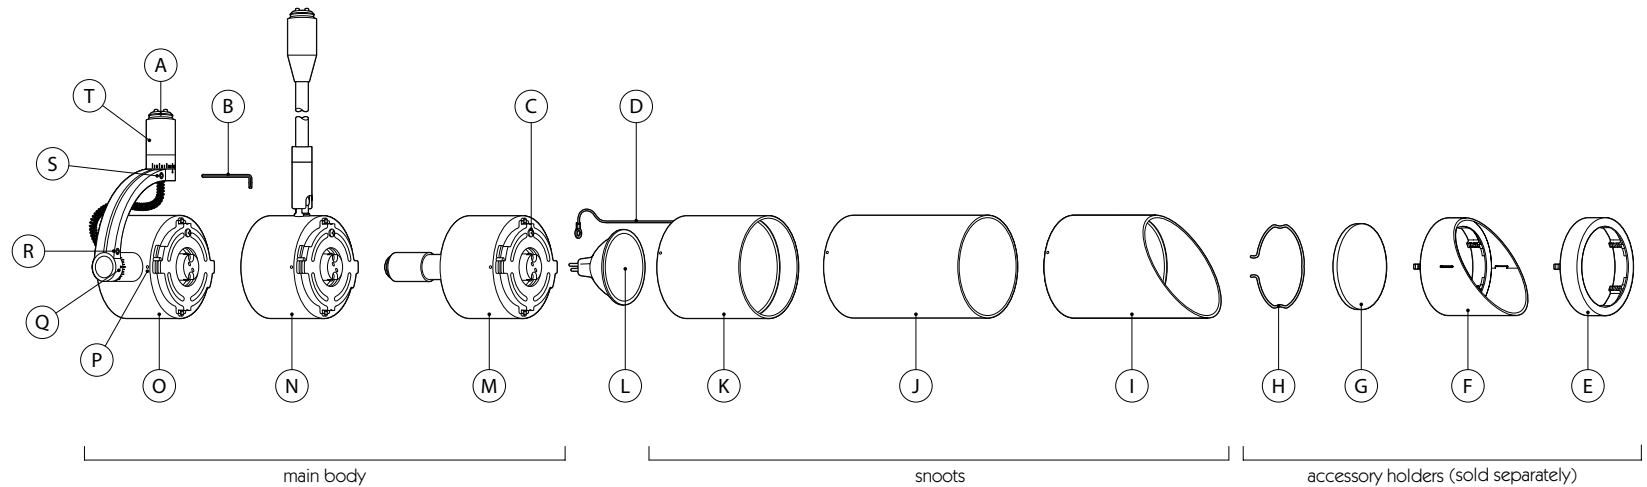 A
T
B
C
D
S
R
Q
P
O
N
M
L
K
J
I
H
G
F
E
main body
snoots
accessory holders (sold separately)